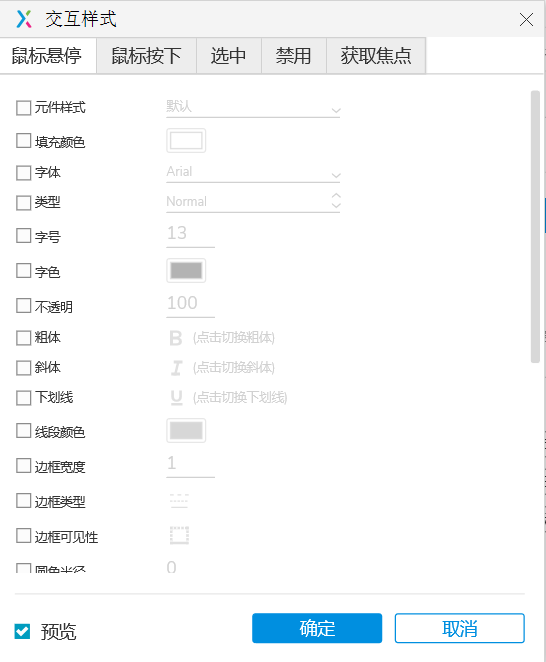 交互样式
鼠标悬停 鼠标按下 选中 禁用 获取焦点
元件样式 默认
填充颜色
字体 Arial
类型 Normal
字号 13
字色
不透明 100
粗体 B (点击切换粗体)
斜体 I (点击切换斜体)
下划线 U (点击切换下划线)
线段颜色
边框宽度 1
边框类型
边框可见性
圆角半径 0
预览 确定 取消